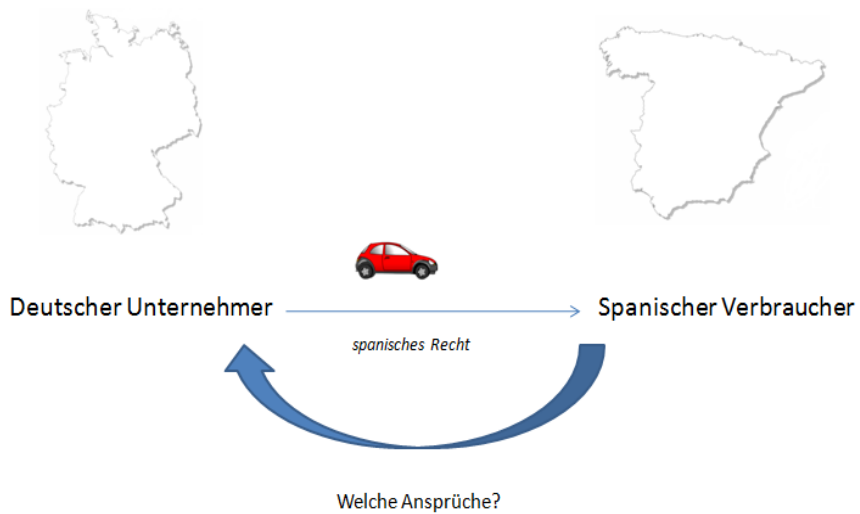 Deutscher Unternehmer
Spanischer Verbraucher
spanisches Recht
Welche Ansprüche?